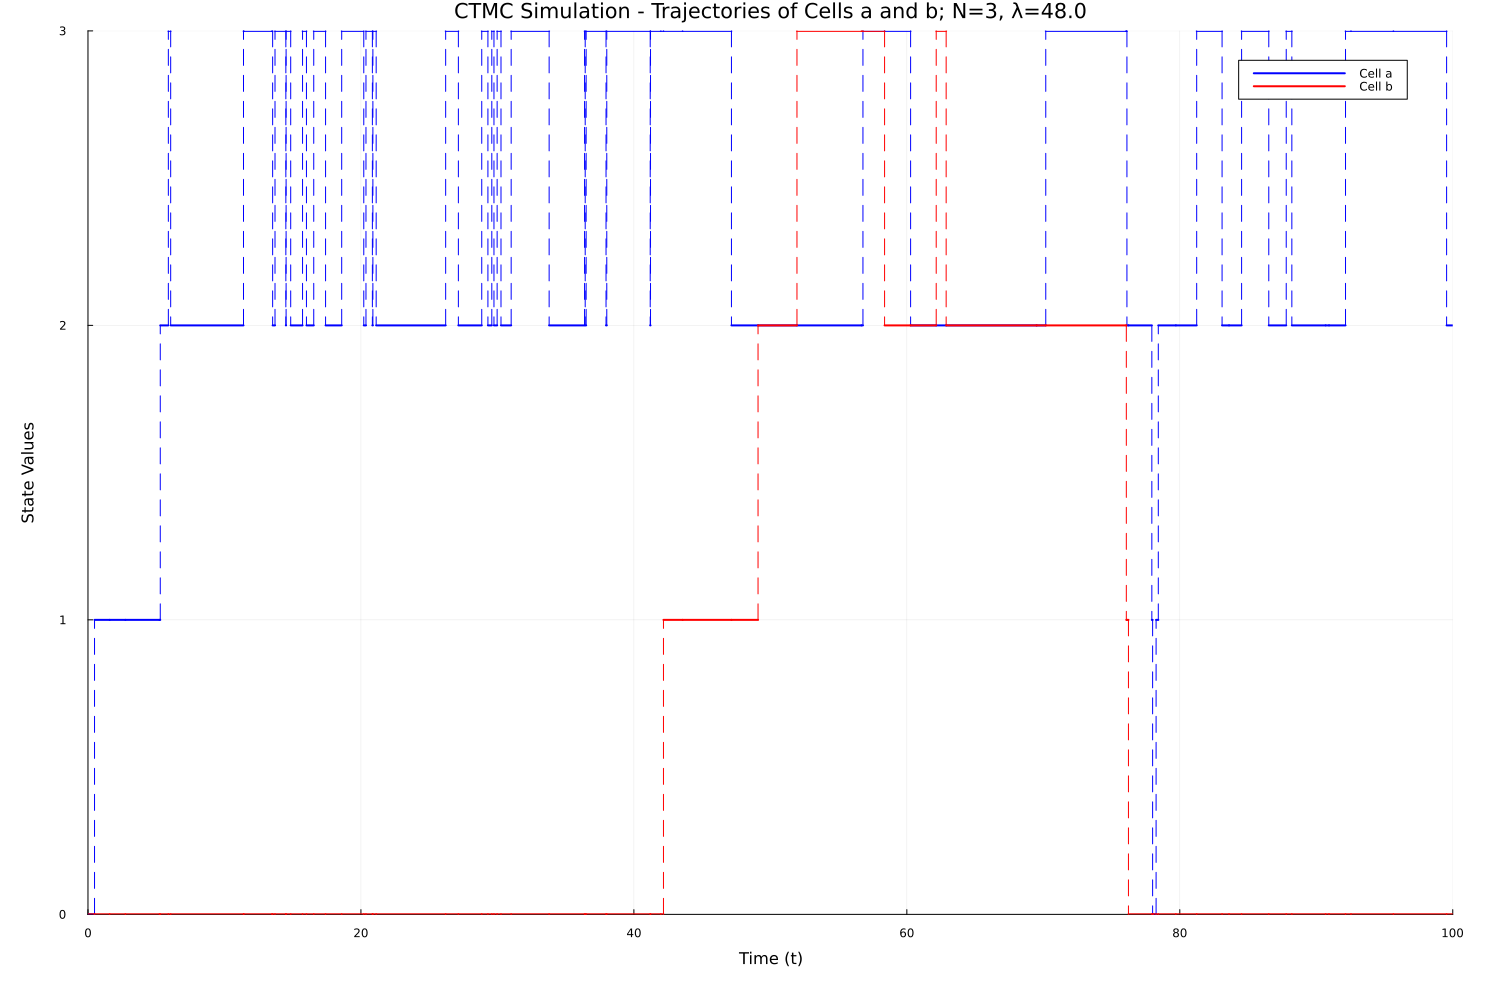 CTMC Simulation - Trajectories of Cells a and b; N=3, λ=48.0
3
Cell a
Cell b
2
State Values
1
0
0 20 40 60 80 100
Time (t)